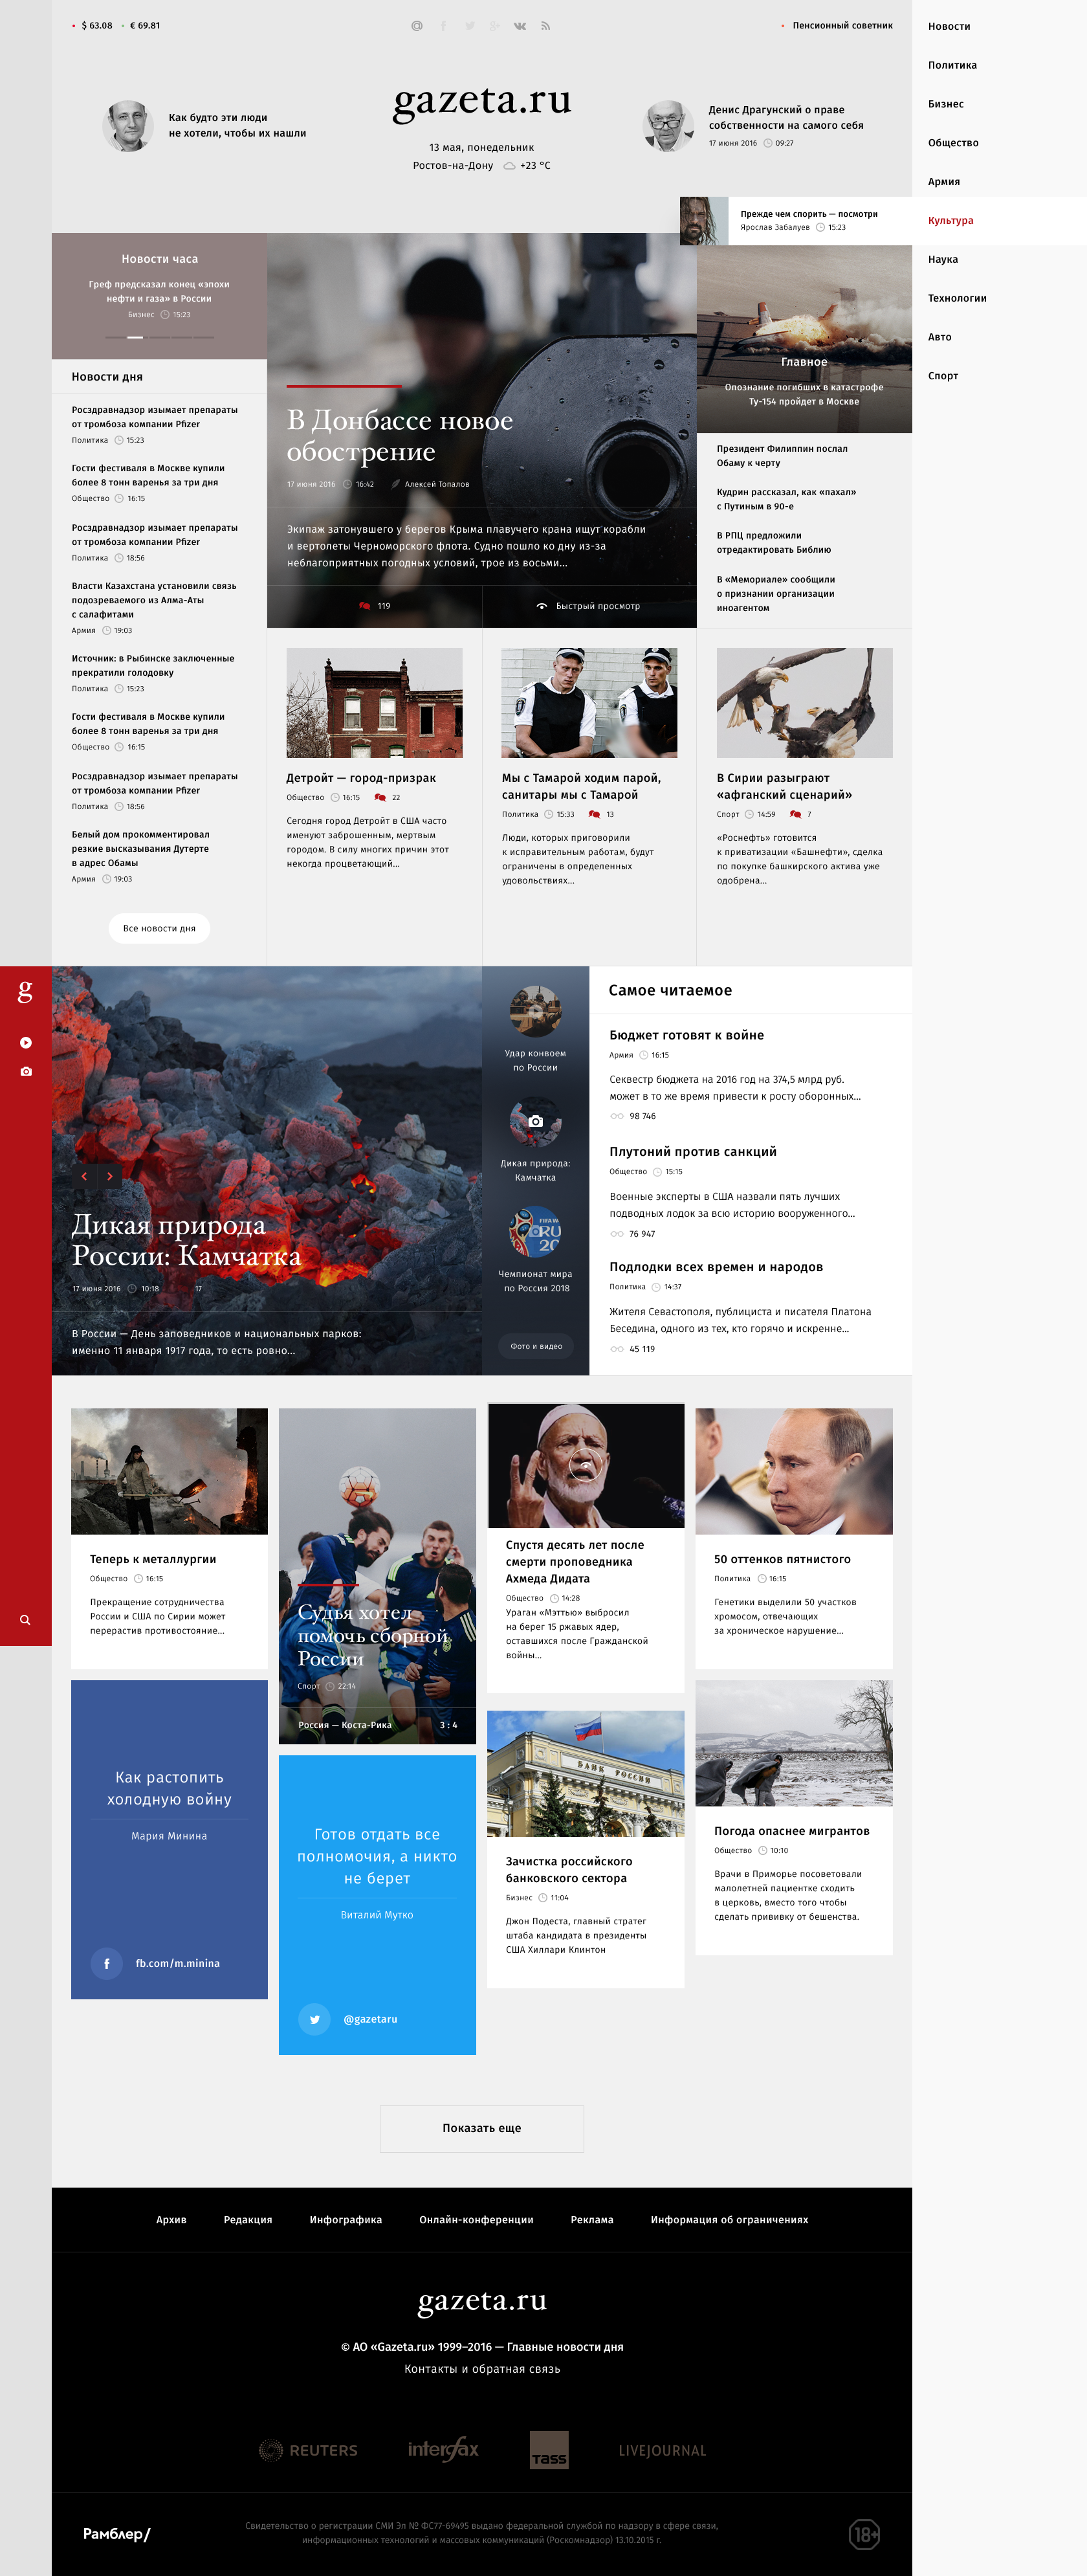 $ 63.08
€ 69.81
Пенсионный советник
Как будто эти люди
не хотели, чтобы их нашли
gazeta.ru
13 мая, понедельник
Ростов-на-Дону +23 °C
Денис Драгунский о праве
собственности на самого себя
17 июня 2016 09:27
Новости
Политика
Бизнес
Общество
Армия
Культура
Наука
Технологии
Авто
Спорт
Прежде чем спорить — посмотри
Ярослав Забалуев 15:23
Новости часа
Греф предсказал конец «эпохи
нефти и газа» в России
Бизнес 15:23
Новости дня
Росздравнадзор изымает препараты
от тромбоза компании Pfizer
Политика 15:23
Гости фестиваля в Москве купили
более 8 тонн варенья за три дня
Общество 16:15
Росздравнадзор изымает препараты
от тромбоза компании Pfizer
Политика 18:56
Власти Казахстана установили связь
подозреваемого из Алма-Аты
с салафитами
Армия 19:03
Источник: в Рыбинске заключенные
прекратили голодовку
Политика 15:23
Гости фестиваля в Москве купили
более 8 тонн варенья за три дня
Общество 16:15
Росздравнадзор изымает препараты
от тромбоза компании Pfizer
Политика 18:56
Белый дом прокомментировал
резкие высказывания Дутерте
в адрес Обамы
Армия 19:03
Все новости дня
В Донбассе новое
обострение
17 июня 2016 16:42 Алексей Топалов
Экипаж затонувшего у берегов Крыма плавучего крана ищут корабли
и вертолеты Черноморского флота. Судно пошло ко дну из-за
неблагоприятных погодных условий, трое из восьми...
119
Быстрый просмотр
Главное
Опознание погибших в катастрофе
Ту-154 пройдет в Москве
Президент Филиппин послал
Обаму к черту
Кудрин рассказал, как «пахал»
с Путиным в 90-е
В РПЦ предложили
отредактировать Библию
В «Мемориале» сообщили
о признании организации
иноагентом
Детройт — город-призрак
Общество 16:15 22
Сегодня город Детройт в США часто
именуют заброшенным, мертвым
городом. В силу многих причин этот
некогда процветающий...
Мы с Тамарой ходим парой,
санитары мы с Тамарой
Политика 15:33 13
Люди, которых приговорили
к исправительным работам, будут
ограничены в определенных
удовольствиях...
В Сирии разыграют
«афганский сценарий»
Спорт 14:59 7
«Роснефть» готовится
к приватизации «Башнефти», сделка
по покупке башкирского актива уже
одобрена...
g
Дикая природа
России: Камчатка
17 июня 2016 10:18 17
В России — День заповедников и национальных парков:
именно 11 января 1917 года, то есть ровно...
Удар конвоем
по России
Дикая природа:
Камчатка
Чемпионат мира
по Россия 2018
Фото и видео
Самое читаемое
Бюджет готовят к войне
Армия 16:15
Секвестр бюджета на 2016 год на 374,5 млрд руб.
может в то же время привести к росту оборонных...
98 746
Плутоний против санкций
Общество 15:15
Военные эксперты в США назвали пять лучших
подводных лодок за всю историю вооруженного...
76 947
Подлодки всех времен и народов
Политика 14:37
Жителя Севастополя, публициста и писателя Платона
Беседина, одного из тех, кто горячо и искренне...
45 119
Теперь к металлургии
Общество 16:15
Прекращение сотрудничества
России и США по Сирии может
перерастив противостояние...
Судья хотел
помочь сборной
России
Спорт 22:14
Россия — Коста-Рика 3 : 4
Спустя десять лет после
смерти проповедника
Ахмеда Дидата
Общество 14:28
Ураган «Мэттью» выбросил
на берег 15 ржавых ядер,
оставшихся после Гражданской
войны...
50 оттенков пятнистого
Политика 16:15
Генетики выделили 50 участков
хромосом, отвечающих
за хроническое нарушение...
Как растопить
холодную войну
Мария Минина
fb.com/m.minina
Готов отдать все
полномочия, а никто
не берет
Виталий Мутко
@gazetaru
БАНК РОССИИ
Зачистка российского
банковского сектора
Бизнес 11:04
Джон Подеста, главный стратег
штаба кандидата в президенты
США Хиллари Клинтон
Погода опаснее мигрантов
Общество 10:10
Врачи в Приморье посоветовали
малолетней пациентке сходить
в церковь, вместо того чтобы
сделать прививку от бешенства.
Показать еще
Архив
Редакция
Инфографика
Онлайн-конференции
Реклама
Информация об ограничениях
gazeta.ru
© АО «Gazeta.ru» 1999–2016 — Главные новости дня
Контакты и обратная связь
REUTERS
interfax
TASS
LIVEJOURNAL
Рамблер/
Свидетельство о регистрации СМИ Эл № ФС77-69495 выдано федеральной службой по надзору в сфере связи,
информационных технологий и массовых коммуникаций (Роскомнадзор) 13.10.2015 г.
18+